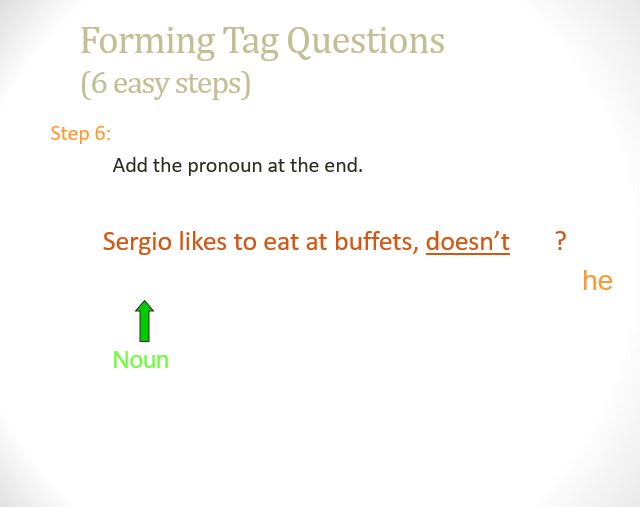 Forming Tag Questions
(6 easy steps)
Step 6:
Add the pronoun at the end.
Sergio likes to eat at buffets, doesn’t ?
he
Noun